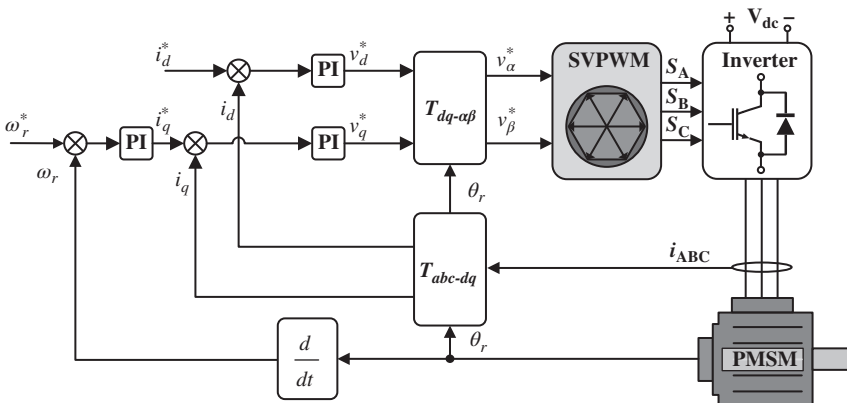 + V_dc −
i_d^* PI v_d^* v_α^* SVPWM S_A Inverter
i_d T_dq-αβ S_B
ω_r^* PI i_q^* PI v_q^* v_β^* S_C
ω_r i_q θ_r
T_abc-dq i_ABC
θ_r
d/dt PMSM